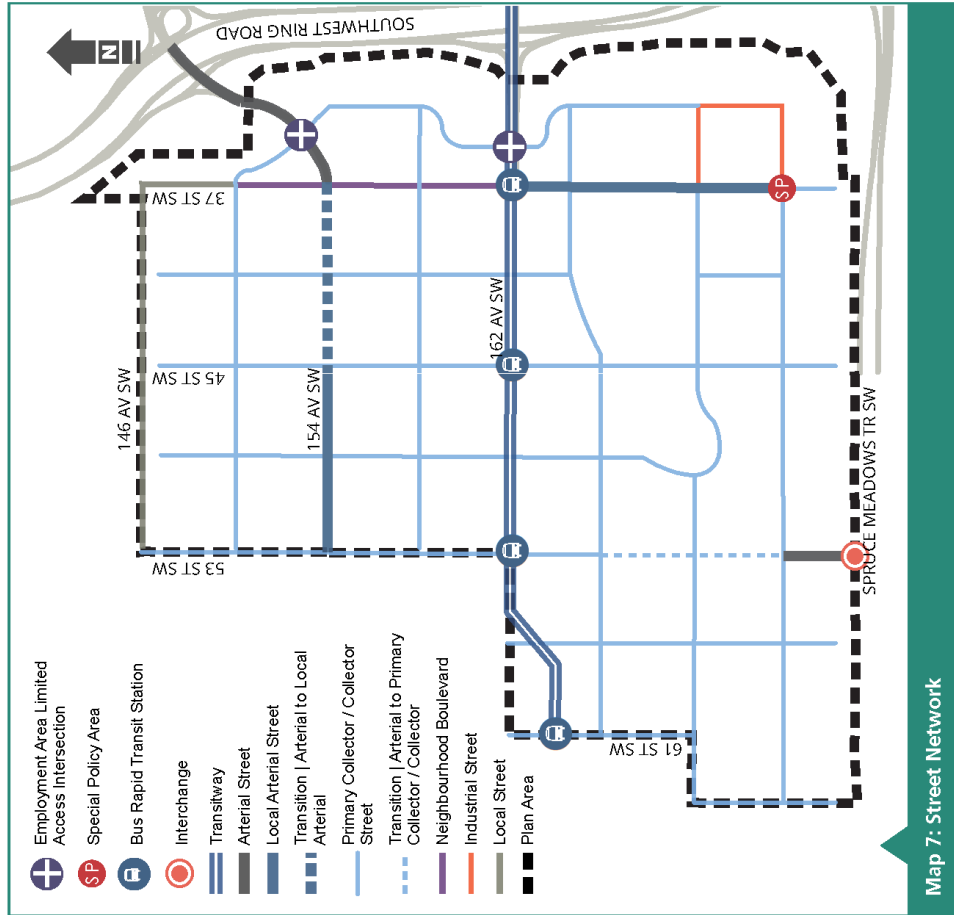 N
SOUTHWEST RING ROAD
37 ST SW
146 AV SW
45 ST SW
154 AV SW
162 AV SW
53 ST SW
SP
61 ST SW
SPRUCE MEADOWS TR SW
Employment Area Limited
Access Intersection
SP
Special Policy Area
Bus Rapid Transit Station
Interchange
Transitway
Arterial Street
Local Arterial Street
Transition | Arterial to Local
Arterial
Primary Collector / Collector
Street
Transition | Arterial to Primary
Collector / Collector
Neighbourhood Boulevard
Industrial Street
Local Street
Plan Area
Map 7: Street Network